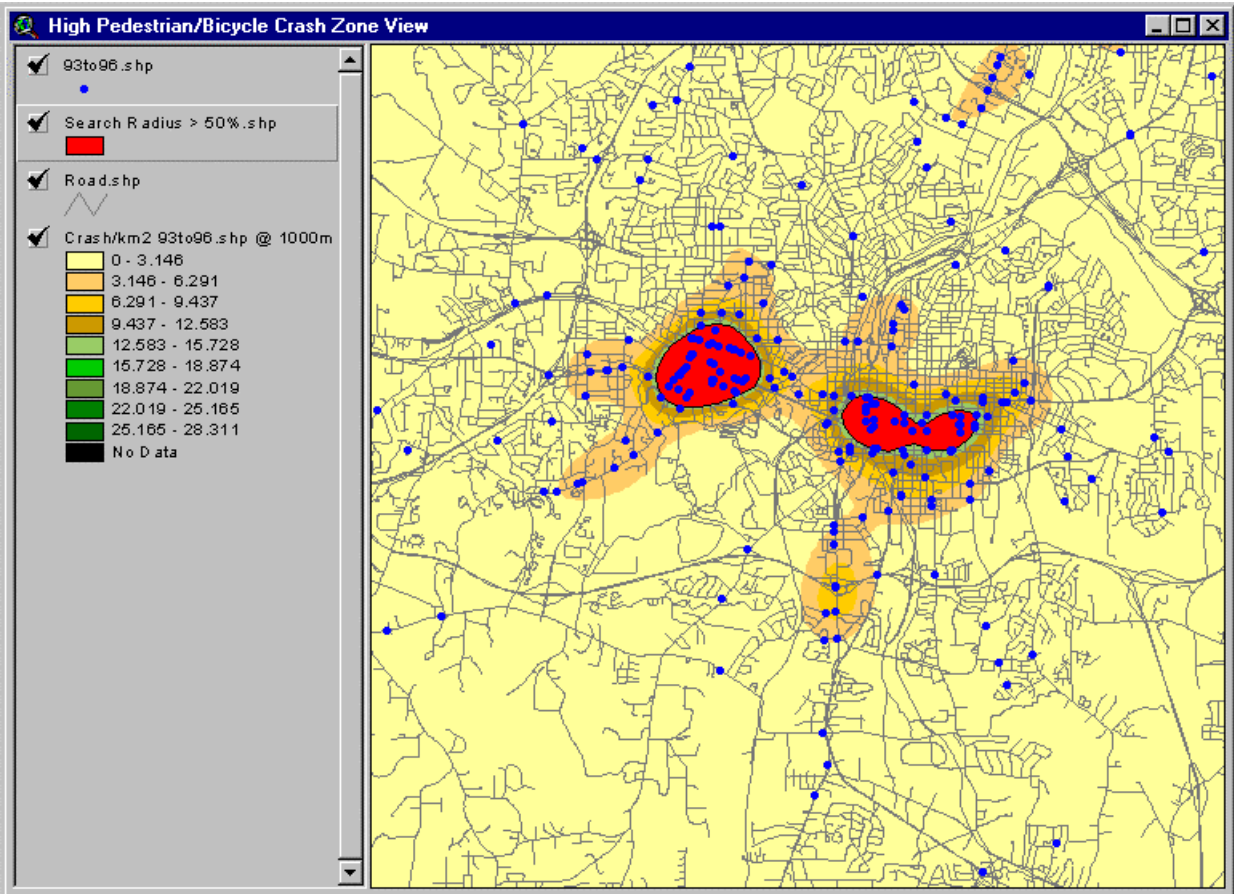 High Pedestrian/Bicycle Crash Zone View
93to96.shp
Search Radius > 50%.shp
Road.shp
Crash/km2 93to96.shp @ 1000m
0 - 3.146
3.146 - 6.291
6.291 - 9.437
9.437 - 12.583
12.583 - 15.728
15.728 - 18.874
18.874 - 22.019
22.019 - 25.165
25.165 - 28.311
No Data